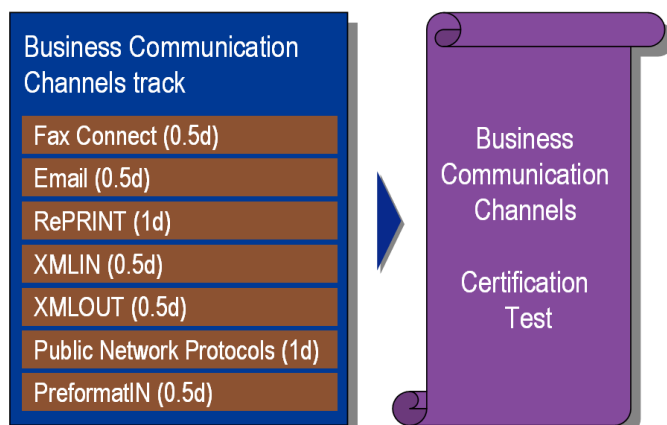 Business Communication
Channels track
Fax Connect (0.5d)
Email (0.5d)
RePRINT (1d)
XMLIN (0.5d)
XMLOUT (0.5d)
Public Network Protocols (1d)
PreformatIN (0.5d)
Business
Communication
Channels
Certification
Test